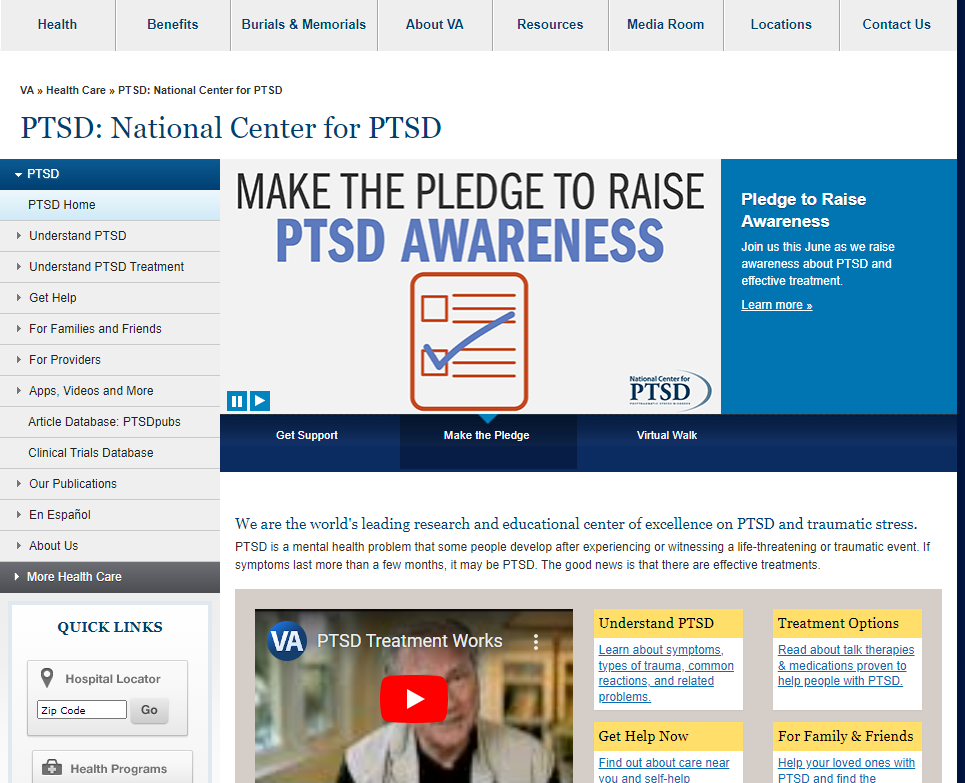 Health
Benefits
Burials & Memorials
About VA
Resources
Media Room
Locations
Contact Us
VA » Health Care » PTSD: National Center for PTSD
PTSD: National Center for PTSD
PTSD
PTSD Home
Understand PTSD
Understand PTSD Treatment
Get Help
For Families and Friends
For Providers
Apps, Videos and More
Article Database: PTSDpubs
Clinical Trials Database
Our Publications
En Español
About Us
More Health Care
QUICK LINKS
Hospital Locator
Zip Code
Go
Health Programs
MAKE THE PLEDGE TO RAISE
PTSD AWARENESS
National Center for
PTSD
Pledge to Raise
Awareness
Join us this June as we raise
awareness about PTSD and
effective treatment.
Learn more »
Get Support
Make the Pledge
Virtual Walk
We are the world's leading research and educational center of excellence on PTSD and traumatic stress.
PTSD is a mental health problem that some people develop after experiencing or witnessing a life-threatening or traumatic event. If
symptoms last more than a few months, it may be PTSD. The good news is that there are effective treatments.
VA
PTSD Treatment Works
Understand PTSD
Learn about symptoms,
types of trauma, common
reactions, and related
problems.
Treatment Options
Read about talk therapies
& medications proven to
help people with PTSD.
Get Help Now
Find out about care near
you and self-help
For Family & Friends
Help your loved ones with
PTSD and find the